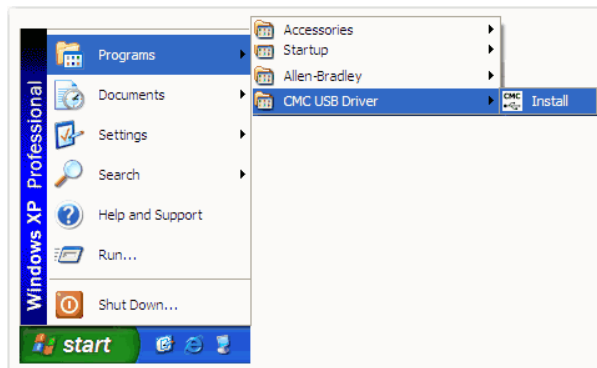 Windows XP Professional
Programs
Documents
Settings
Search
Help and Support
Run...
Shut Down...
start
Accessories
Startup
Allen-Bradley
CMC USB Driver
CMC
Install